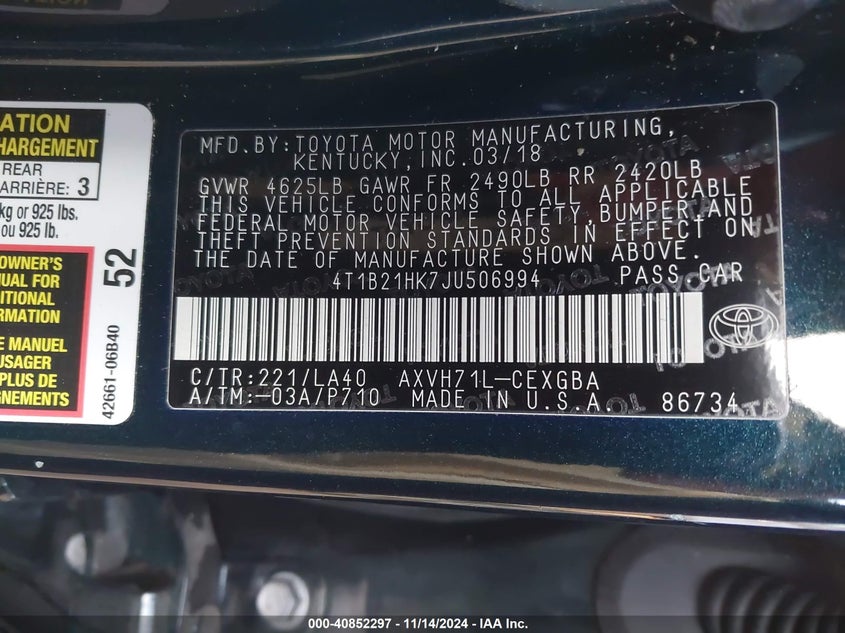 ATION
HARGEMENT
REAR
ARRIÈRE: 3
kg or 925 lbs.
ou 925 lb.
OWNER'S
NUAL FOR
DITIONAL
ORMATION
E MANUEL
USAGER
PLUS DE
GNEMENTS
52
42661-06B40
MFD.BY:TOYOTA MOTOR MANUFACTURING,
KENTUCKY,INC.03/18
GVWR 4625LB GAWR FR 2490LB RR 2420LB
THIS VEHICLE CONFORMS TO ALL APPLICABLE
FEDERAL MOTOR VEHICLE SAFETY,BUMPER,AND
THEFT PREVENTION STANDARDS IN EFFECT ON
THE DATE OF MANUFACTURE SHOWN ABOVE.
4T1B21HK7JU506994 PASS CAR
C/TR:221/LA40 AXVH71L-CEXGBA
A/TM:-03A/P710 MADE IN U.S.A. 86734
000-40852297 - 11/14/2024 - IAA Inc.